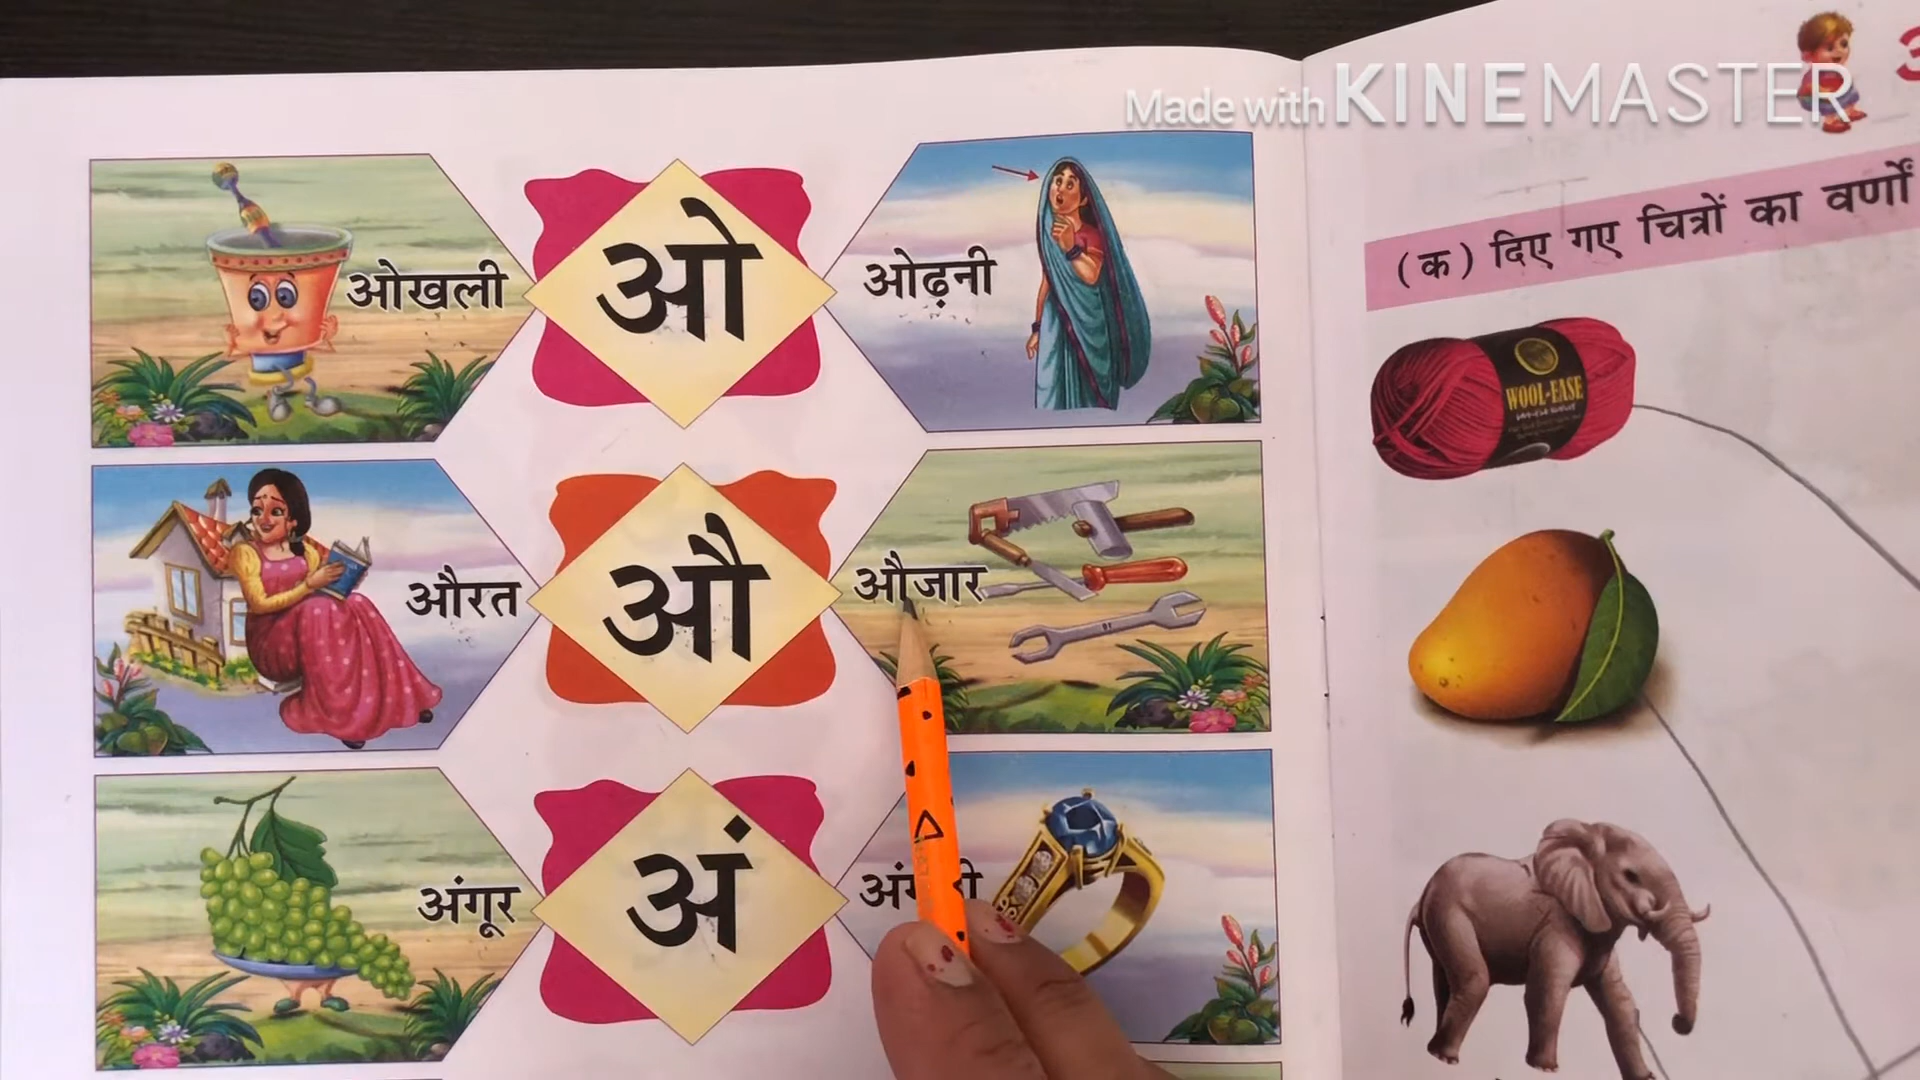 Made with KINEMASTER
ओखली ओ ओढ़नी
औरत औ औजार
अंगूर अं
(क) दिए गए चित्रों का वर्णों
WOOL-EASE